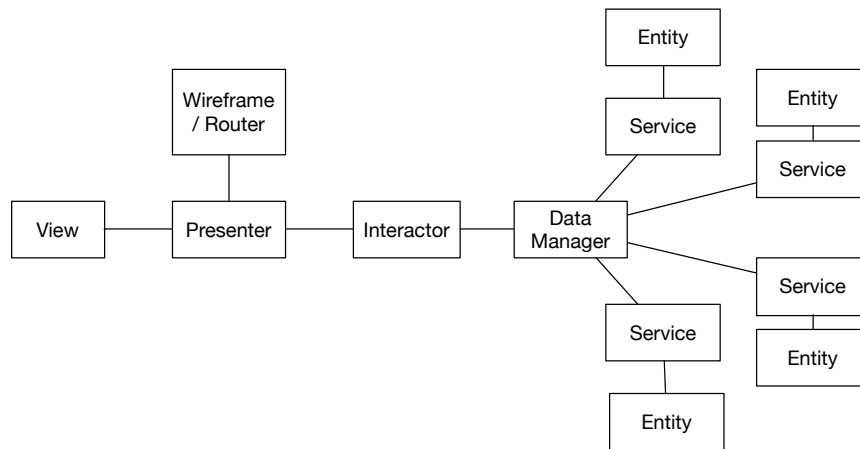 Entity
Wireframe
/ Router
Service
Entity
Service
View
Presenter
Interactor
Data
Manager
Service
Entity
Service
Entity